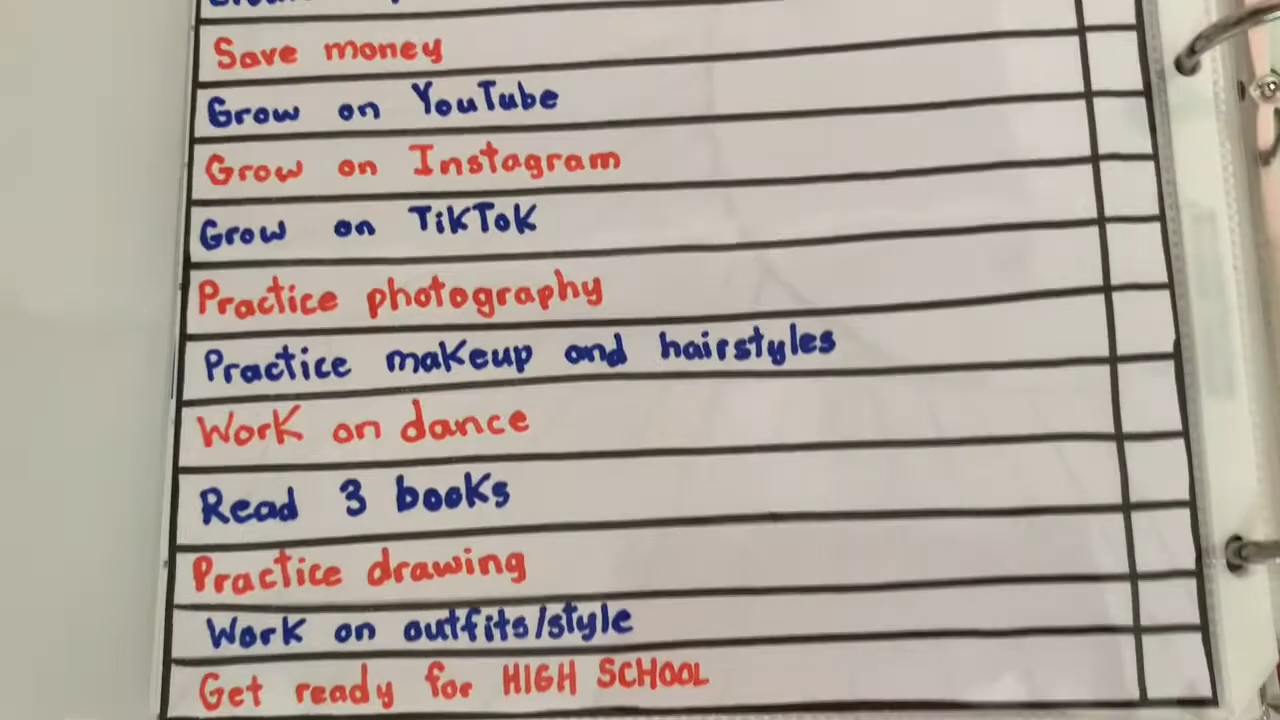 Save money
Grow on YouTube
Grow on Instagram
Grow on TikTok
Practice photography
Practice makeup and hairstyles
Work on dance
Read 3 books
Practice drawing
Work on outfits/style
Get ready for HIGH SCHOOL